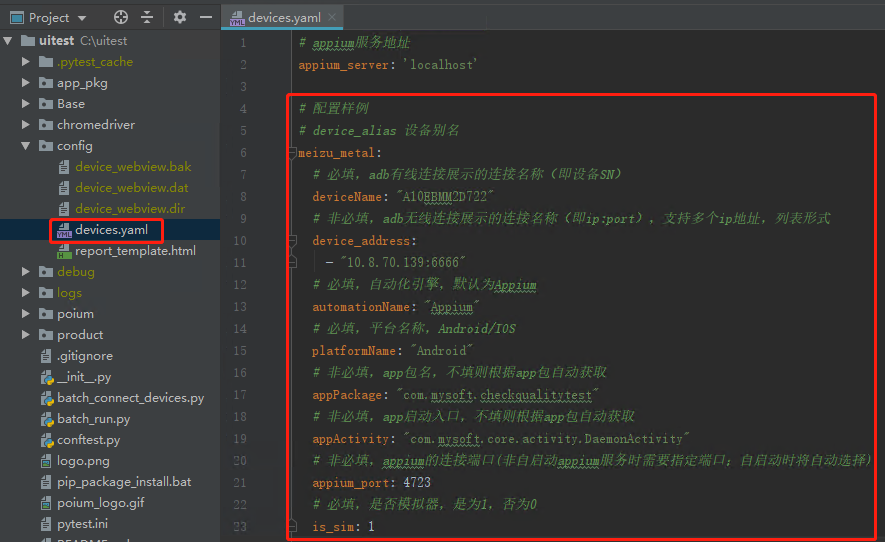 Project
devices.yaml
uitest C:\uitest
.pytest_cache
app_pkg
Base
chromedriver
config
device_webview.bak
device_webview.dat
device_webview.dir
devices.yaml
report_template.html
debug
logs
poium
product
.gitignore
__init__.py
batch_connect_devices.py
batch_run.py
conftest.py
logo.png
pip_package_install.bat
poium_logo.gif
pytest.ini
README.md
1 # appium服务地址
2 appium_server: 'localhost'
3
4 # 配置样例
5 # device_alias 设备别名
6 meizu_metal:
7 # 必填，adb有线连接展示的连接名称（即设备SN）
8 deviceName: "A10EBMM2D722"
9 # 非必填，adb无线连接展示的连接名称（即ip:port），支持多个ip地址，列表形式
10 device_address:
11 - "10.8.70.139:6666"
12 # 必填，自动化引擎，默认为Appium
13 automationName: "Appium"
14 # 必填，平台名称，Android/IOS
15 platformName: "Android"
16 # 非必填，app包名，不填则根据app包自动获取
17 appPackage: "com.mysoft.checkqualitytest"
18 # 非必填，app启动入口，不填则根据app包自动获取
19 appActivity: "com.mysoft.core.activity.DaemonActivity"
20 # 非必填，appium的连接端口(非自启动appium服务时需要指定端口；自启动时将自动选择)
21 appium_port: 4723
22 # 必填，是否模拟器，是为1，否为0
23 is_sim: 1